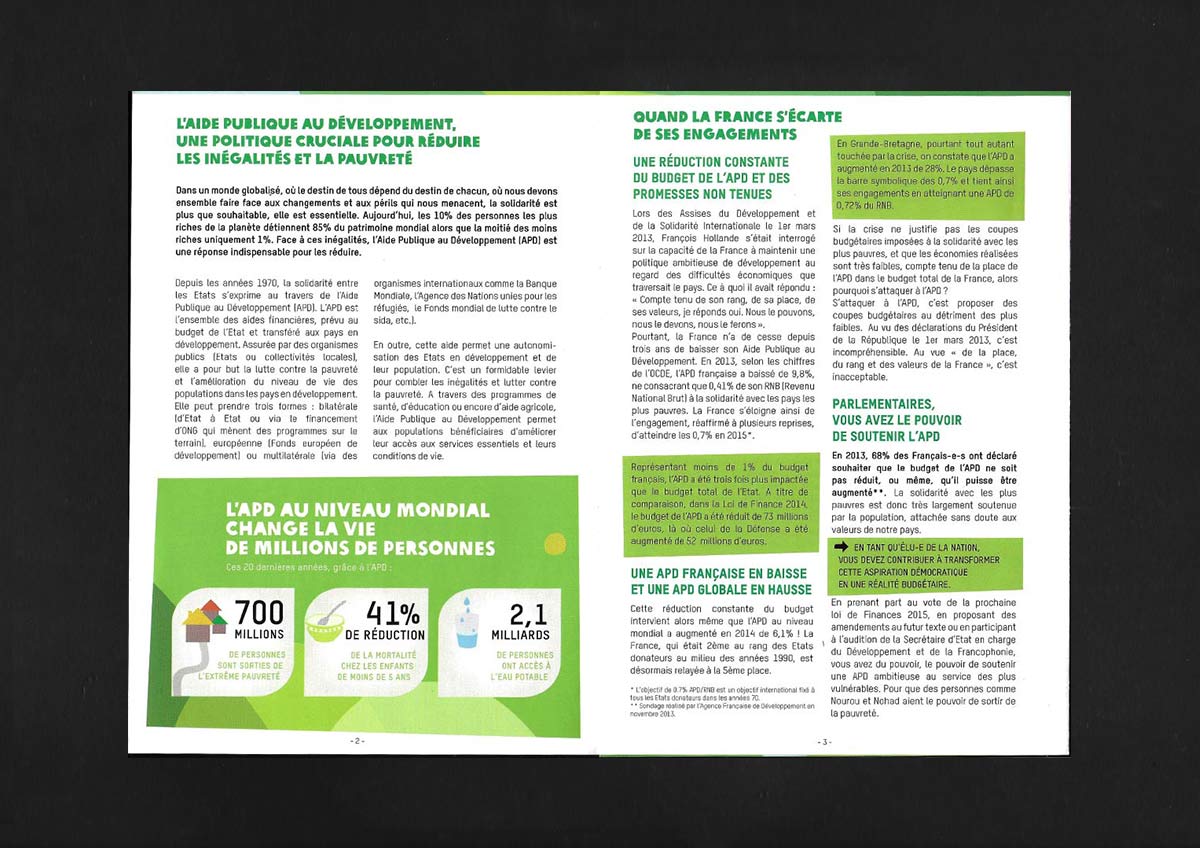 L'AIDE PUBLIQUE AU DÉVELOPPEMENT,
UNE POLITIQUE CRUCIALE POUR RÉDUIRE
LES INÉGALITÉS ET LA PAUVRETÉ
Dans un monde globalisé, où le destin de tous dépend du destin de chacun, où nous devons
ensemble faire face aux changements et aux périls qui nous menacent, la solidarité est
plus que souhaitable, elle est essentielle. Aujourd'hui, les 10% des personnes les plus
riches de la planète détiennent 85% du patrimoine mondial alors que la moitié des moins
riches uniquement 1%. Face à ces inégalités, l'Aide Publique au Développement (APD) est
une réponse indispensable pour les réduire.
Depuis les années 1970, la solidarité entre
les Etats s'exprime au travers de l'Aide
Publique au Développement (APD). L'APD est
l'ensemble des aides financières, prévu au
budget de l'Etat et transféré aux pays en
développement. Assurée par des organismes
publics (Etats ou collectivités locales),
elle a pour but la lutte contre la pauvreté
et l'amélioration du niveau de vie des
populations dans les pays en développement.
Elle peut prendre trois formes : bilatérale
(d'Etat à Etat ou via le financement
d'ONG qui mènent des programmes sur le
terrain), européenne (Fonds européen de
développement) ou multilatérale (via des
organismes internationaux comme la Banque
Mondiale, l'Agence des Nations unies pour les
réfugiés, le Fonds mondial de lutte contre le
sida, etc.).
En outre, cette aide permet une autonomi-
sation des Etats en développement et de
leur population. C'est un formidable levier
pour combler les inégalités et lutter contre
la pauvreté. A travers des programmes de
santé, d'éducation ou encore d'aide agricole,
l'Aide Publique au Développement permet
aux populations bénéficiaires d'améliorer
leur accès aux services essentiels et leurs
conditions de vie.
L'APD AU NIVEAU MONDIAL
CHANGE LA VIE
DE MILLIONS DE PERSONNES
Ces 20 dernières années, grâce à l'APD :
700
MILLIONS
DE PERSONNES
SONT SORTIES DE
L'EXTRÊME PAUVRETÉ
41%
DE RÉDUCTION
DE LA MORTALITÉ
CHEZ LES ENFANTS
DE MOINS DE 5 ANS
2,1
MILLIARDS
DE PERSONNES
ONT ACCÈS À
L'EAU POTABLE
- 2 -
QUAND LA FRANCE S'ÉCARTE
DE SES ENGAGEMENTS
UNE RÉDUCTION CONSTANTE
DU BUDGET DE L'APD ET DES
PROMESSES NON TENUES
Lors des Assises du Développement et
de la Solidarité Internationale le 1er mars
2013, François Hollande s'était interrogé
sur la capacité de la France à maintenir une
politique ambitieuse de développement au
regard des difficultés économiques que
traversait le pays. Ce à quoi il avait répondu :
« Compte tenu de son rang, de sa place, de
ses valeurs, je réponds oui. Nous le pouvons,
nous le devons, nous le ferons ».
Pourtant, la France n'a de cesse depuis
trois ans de baisser son Aide Publique au
Développement. En 2013, selon les chiffres
de l'OCDE, l'APD française a baissé de 9,8%,
ne consacrant que 0,41% de son RNB (Revenu
National Brut) à la solidarité avec les pays les
plus pauvres. La France s'éloigne ainsi de
l'engagement, réaffirmé à plusieurs reprises,
d'atteindre les 0,7% en 2015*.
Représentant moins de 1% du budget
français, l'APD a été trois fois plus impactée
que le budget total de l'Etat. A titre de
comparaison, dans la Loi de Finance 2014,
le budget de l'APD a été réduit de 73 millions
d'euros, là où celui de la Défense a été
augmenté de 52 millions d'euros.
UNE APD FRANÇAISE EN BAISSE
ET UNE APD GLOBALE EN HAUSSE
Cette réduction constante du budget
intervient alors même que l'APD au niveau
mondial a augmenté en 2014 de 6,1% ! La
France, qui était 2ème au rang des Etats
donateurs au milieu des années 1990, est
désormais relayée à la 5ème place.
* L'objectif de 0.7% APD/RNB est un objectif international fixé à
tous les Etats donateurs dans les années 70.
** Sondage réalisé par l'Agence Française de Développement en
novembre 2013.
En Grande-Bretagne, pourtant tout autant
touchée par la crise, on constate que l'APD a
augmenté en 2013 de 28%. Le pays dépasse
la barre symbolique des 0,7% et tient ainsi
ses engagements en atteignant une APD de
0,72% du RNB.
Si la crise ne justifie pas les coupes
budgétaires imposées à la solidarité avec les
plus pauvres, et que les économies réalisées
sont très faibles, compte tenu de la place de
l'APD dans le budget total de la France, alors
pourquoi s'attaquer à l'APD ?
S'attaquer à l'APD, c'est proposer des
coupes budgétaires au détriment des plus
faibles. Au vu des déclarations du Président
de la République le 1er mars 2013, c'est
incompréhensible. Au vue « de la place,
du rang et des valeurs de la France », c'est
inacceptable.
PARLEMENTAIRES,
VOUS AVEZ LE POUVOIR
DE SOUTENIR L'APD
En 2013, 68% des Français-e-s ont déclaré
souhaiter que le budget de l'APD ne soit
pas réduit, ou même, qu'il puisse être
augmenté**. La solidarité avec les plus
pauvres est donc très largement soutenue
par la population, attachée sans doute aux
valeurs de notre pays.
➡ EN TANT QU'ÉLU-E DE LA NATION,
VOUS DEVEZ CONTRIBUER À TRANSFORMER
CETTE ASPIRATION DÉMOCRATIQUE
EN UNE RÉALITÉ BUDGÉTAIRE.
En prenant part au vote de la prochaine
loi de Finances 2015, en proposant des
amendements au futur texte ou en participant
à l'audition de la Secrétaire d'Etat en charge
du Développement et de la Francophonie,
vous avez du pouvoir, le pouvoir de soutenir
une APD ambitieuse au service des plus
vulnérables. Pour que des personnes comme
Nourou et Nohad aient le pouvoir de sortir de
la pauvreté.
- 3 -